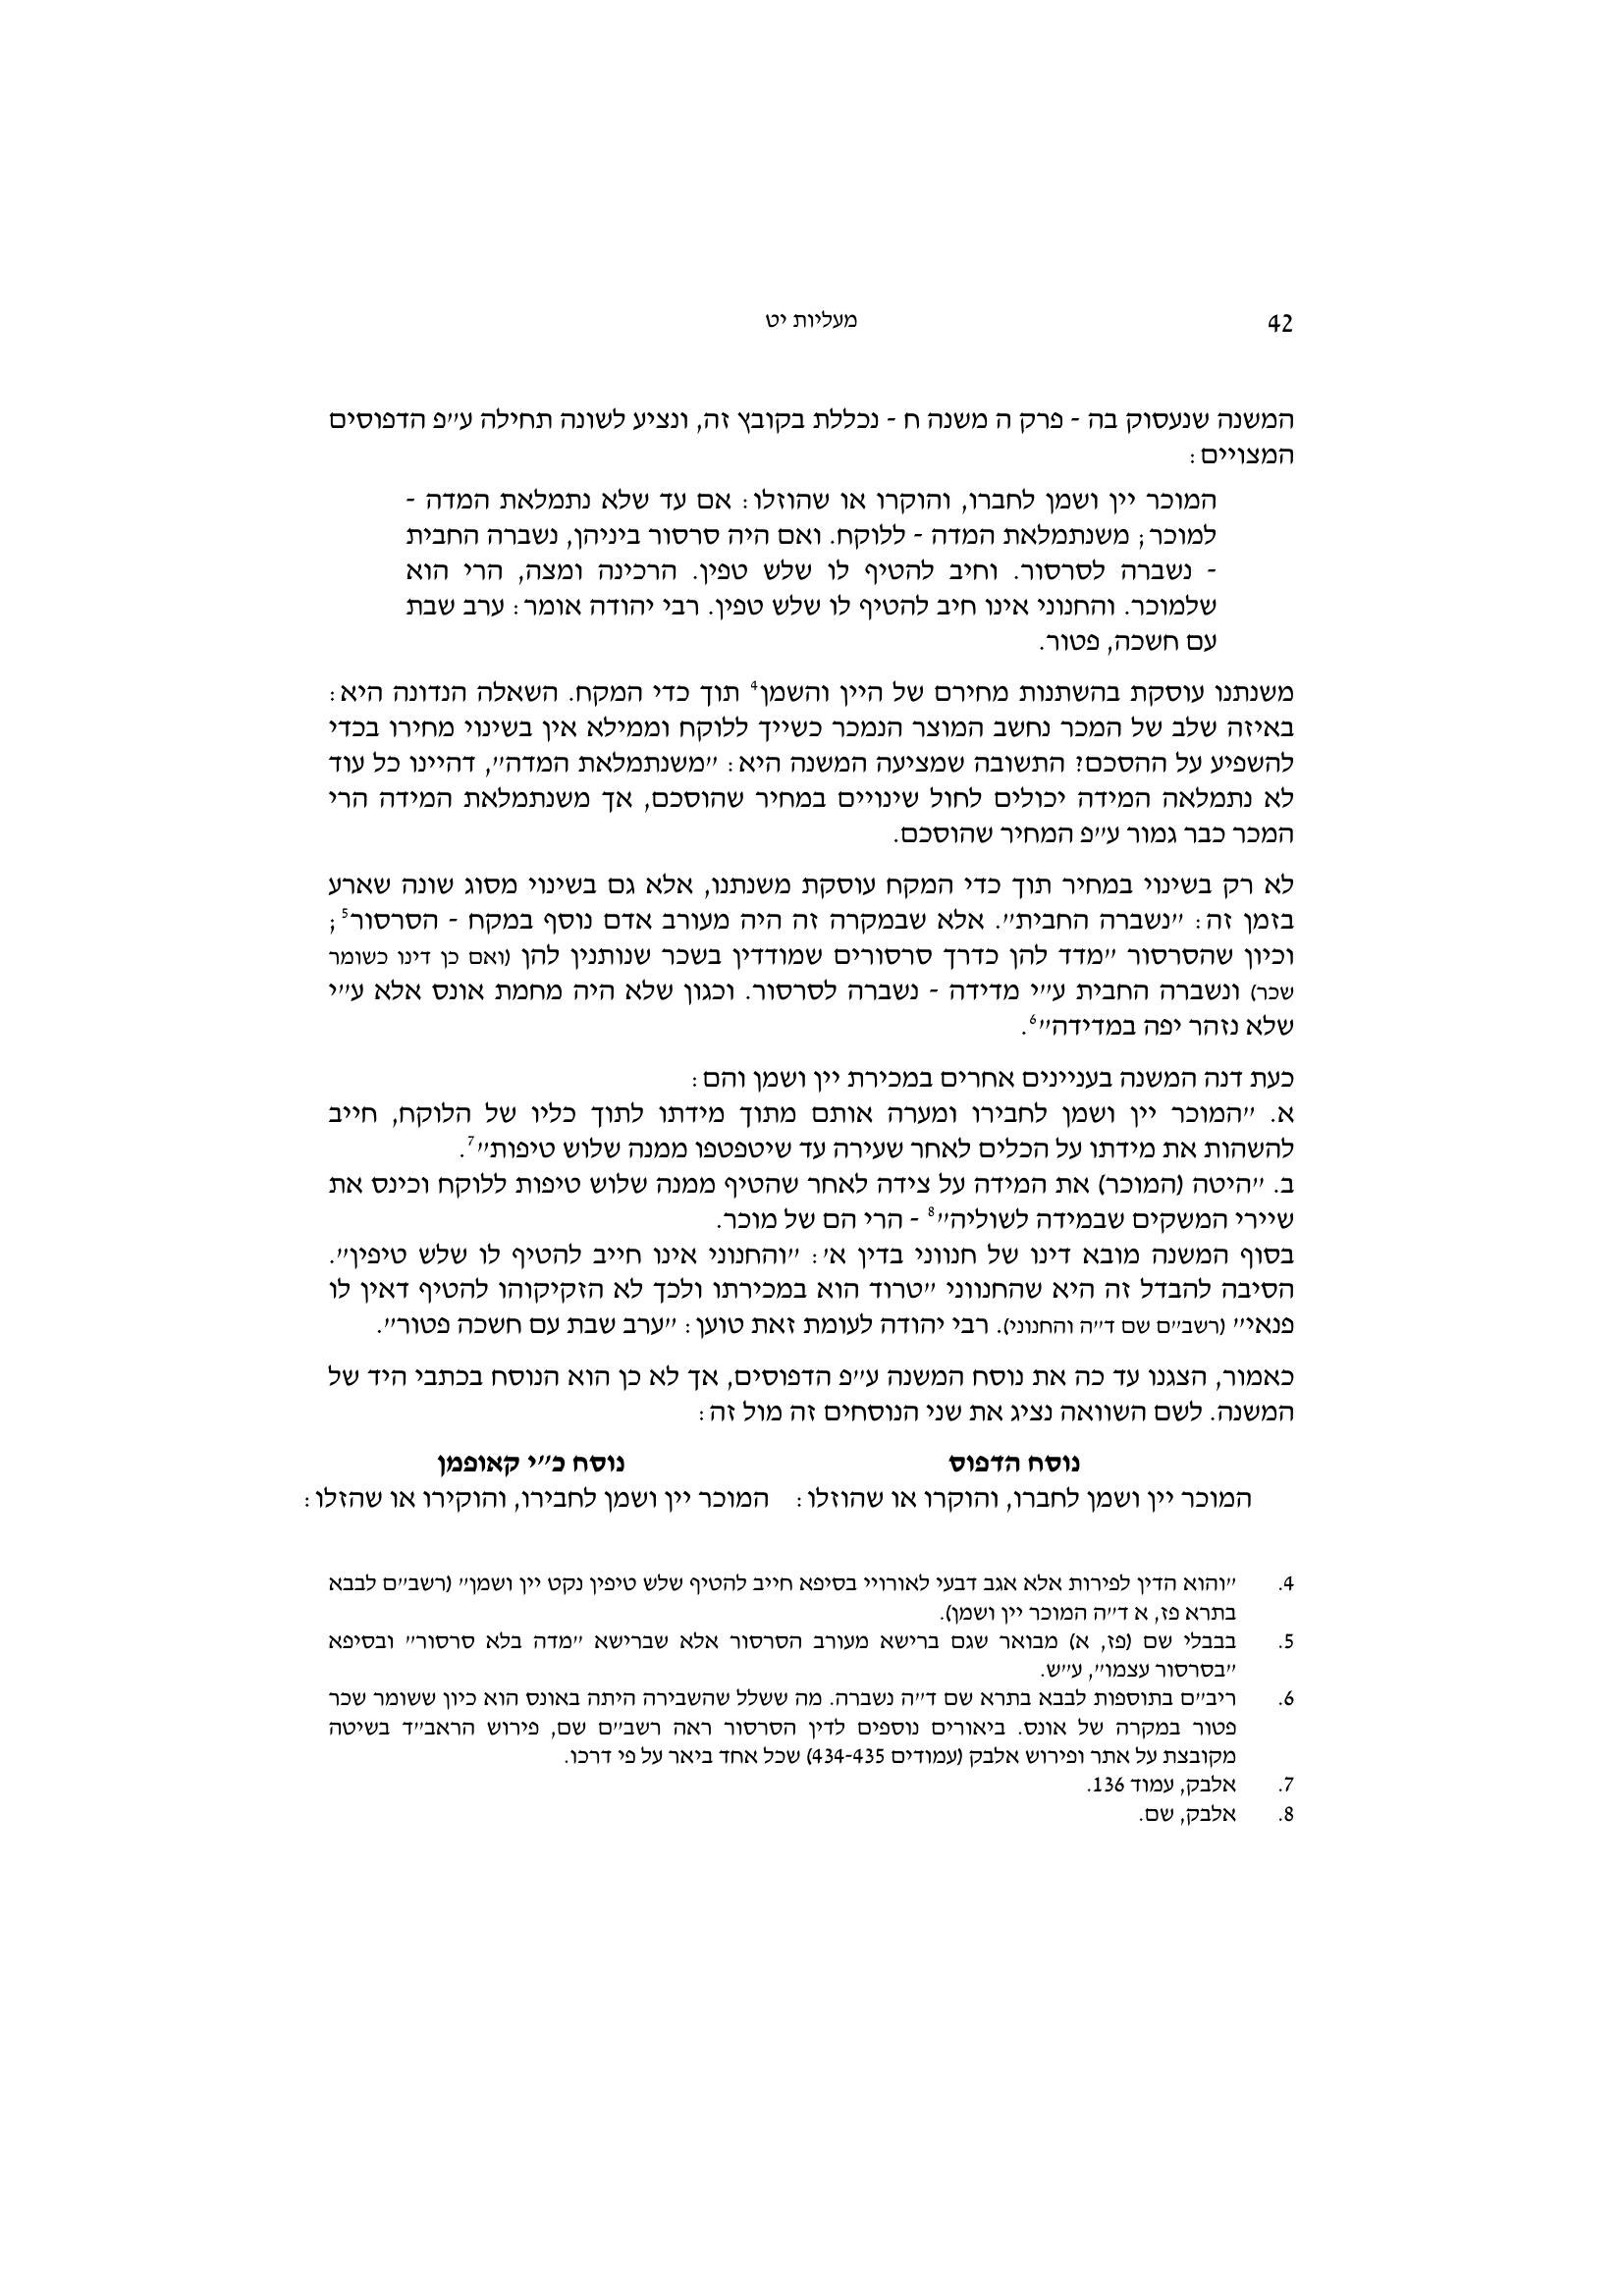 42
מעליות יט
המשנה שנעסוק בה - פרק ה משנה ח - נכללת בקובץ זה, ונציע לשונה תחילה ע״פ הדפוסים
המצויים:
המוכר יין ושמן לחברו, והוקרו או שהוזלו: אם עד שלא נתמלאת המדה -
למוכר; משנתמלאת המדה - ללוקח. ואם היה סרסור ביניהן, נשברה החבית
- נשברה לסרסור. וחיב להטיף לו שלש טפין. הרכינה ומצה, הרי הוא
שלמוכר. והחנוני אינו חיב להטיף לו שלש טפין. רבי יהודה אומר: ערב שבת
עם חשכה, פטור.
משנתנו עוסקת בהשתנות מחירם של היין והשמן4 תוך כדי המקח. השאלה הנדונה היא:
באיזה שלב של המכר נחשב המוצר הנמכר כשייך ללוקח וממילא אין בשינוי מחירו בכדי
להשפיע על ההסכם? התשובה שמציעה המשנה היא: ״משנתמלאת המדה״, דהיינו כל עוד
לא נתמלאה המידה יכולים לחול שינויים במחיר שהוסכם, אך משנתמלאת המידה הרי
המכר כבר גמור ע״פ המחיר שהוסכם.
לא רק בשינוי במחיר תוך כדי המקח עוסקת משנתנו, אלא גם בשינוי מסוג שונה שארע
בזמן זה: ״נשברה החבית״. אלא שבמקרה זה היה מעורב אדם נוסף במקח - הסרסור5;
וכיון שהסרסור ״מדד להן כדרך סרסורים שמודדין בשכר שנותנין להן (ואם כן דינו כשומר
שכר) ונשברה החבית ע״י מדידה - נשברה לסרסור. וכגון שלא היה מחמת אונס אלא ע״י
שלא נזהר יפה במדידה״6.
כעת דנה המשנה בעניינים אחרים במכירת יין ושמן והם:
א. ״המוכר יין ושמן לחבירו ומערה אותם מתוך מידתו לתוך כליו של הלוקח, חייב
להשהות את מידתו על הכלים לאחר שעירה עד שיטפטפו ממנה שלוש טיפות״7.
ב. ״היטה (המוכר) את המידה על צידה לאחר שהטיף ממנה שלוש טיפות ללוקח וכינס את
שיירי המשקים שבמידה לשוליה״8 - הרי הם של מוכר.
בסוף המשנה מובא דינו של חנווני בדין א׳: ״והחנוני אינו חייב להטיף לו שלש טיפין״.
הסיבה להבדל זה היא שהחנווני ״טרוד הוא במכירתו ולכך לא הזקיקוהו להטיף דאין לו
פנאי״ (רשב״ם שם ד״ה והחנוני). רבי יהודה לעומת זאת טוען: ״ערב שבת עם חשכה פטור״.
כאמור, הצגנו עד כה את נוסח המשנה ע״פ הדפוסים, אך לא כן הוא הנוסח בכתבי היד של
המשנה. לשם השוואה נציג את שני הנוסחים זה מול זה:
נוסח הדפוס
המוכר יין ושמן לחברו, והוקרו או שהוזלו:
נוסח כ״י קאופמן
המוכר יין ושמן לחבירו, והוקירו או שהזלו:
4. ״והוא הדין לפירות אלא אגב דבעי לאורויי בסיפא חייב להטיף שלש טיפין נקט יין ושמן״ (רשב״ם לבבא
בתרא פז, א ד״ה המוכר יין ושמן).
5. בבבלי שם (פז, א) מבואר שגם ברישא מעורב הסרסור אלא שברישא ״מדה בלא סרסור״ ובסיפא
״בסרסור עצמו״, ע״ש.
6. ריב״ם בתוספות לבבא בתרא שם ד״ה נשברה. מה ששלל שהשבירה היתה באונס הוא כיון ששומר שכר
פטור במקרה של אונס. ביאורים נוספים לדין הסרסור ראה רשב״ם שם, פירוש הראב״ד בשיטה
מקובצת על אתר ופירוש אלבק (עמודים 434-435) שכל אחד ביאר על פי דרכו.
7. אלבק, עמוד 136.
8. אלבק, שם.